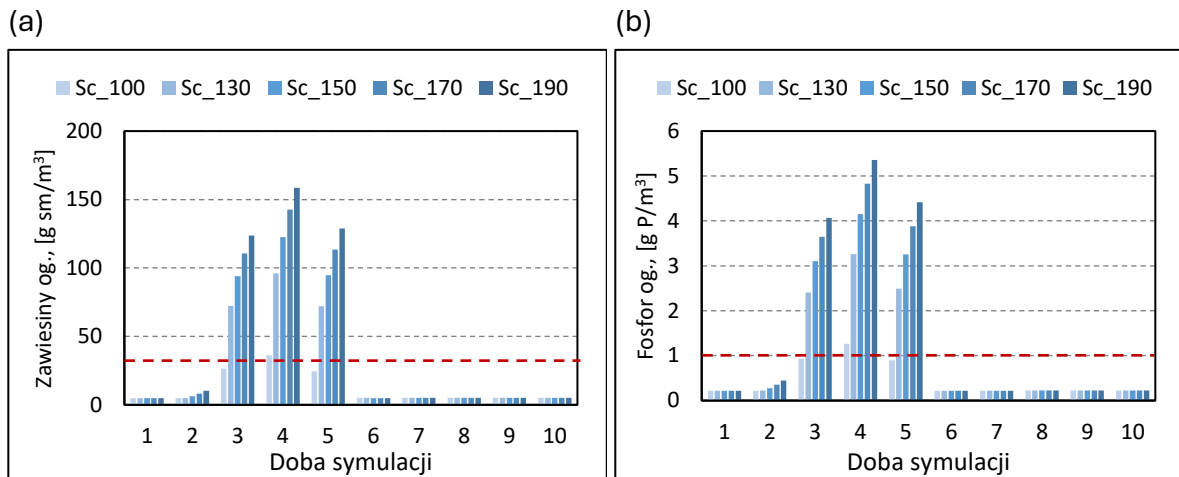 (a)
Sc_100 Sc_130 Sc_150 Sc_170 Sc_190
Zawiesiny og., [g sm/m³]
200
150
100
50
0
1 2 3 4 5 6 7 8 9 10
Doba symulacji
(b)
Sc_100 Sc_130 Sc_150 Sc_170 Sc_190
Fosfor og., [g P/m³]
6
5
4
3
2
1
0
1 2 3 4 5 6 7 8 9 10
Doba symulacji